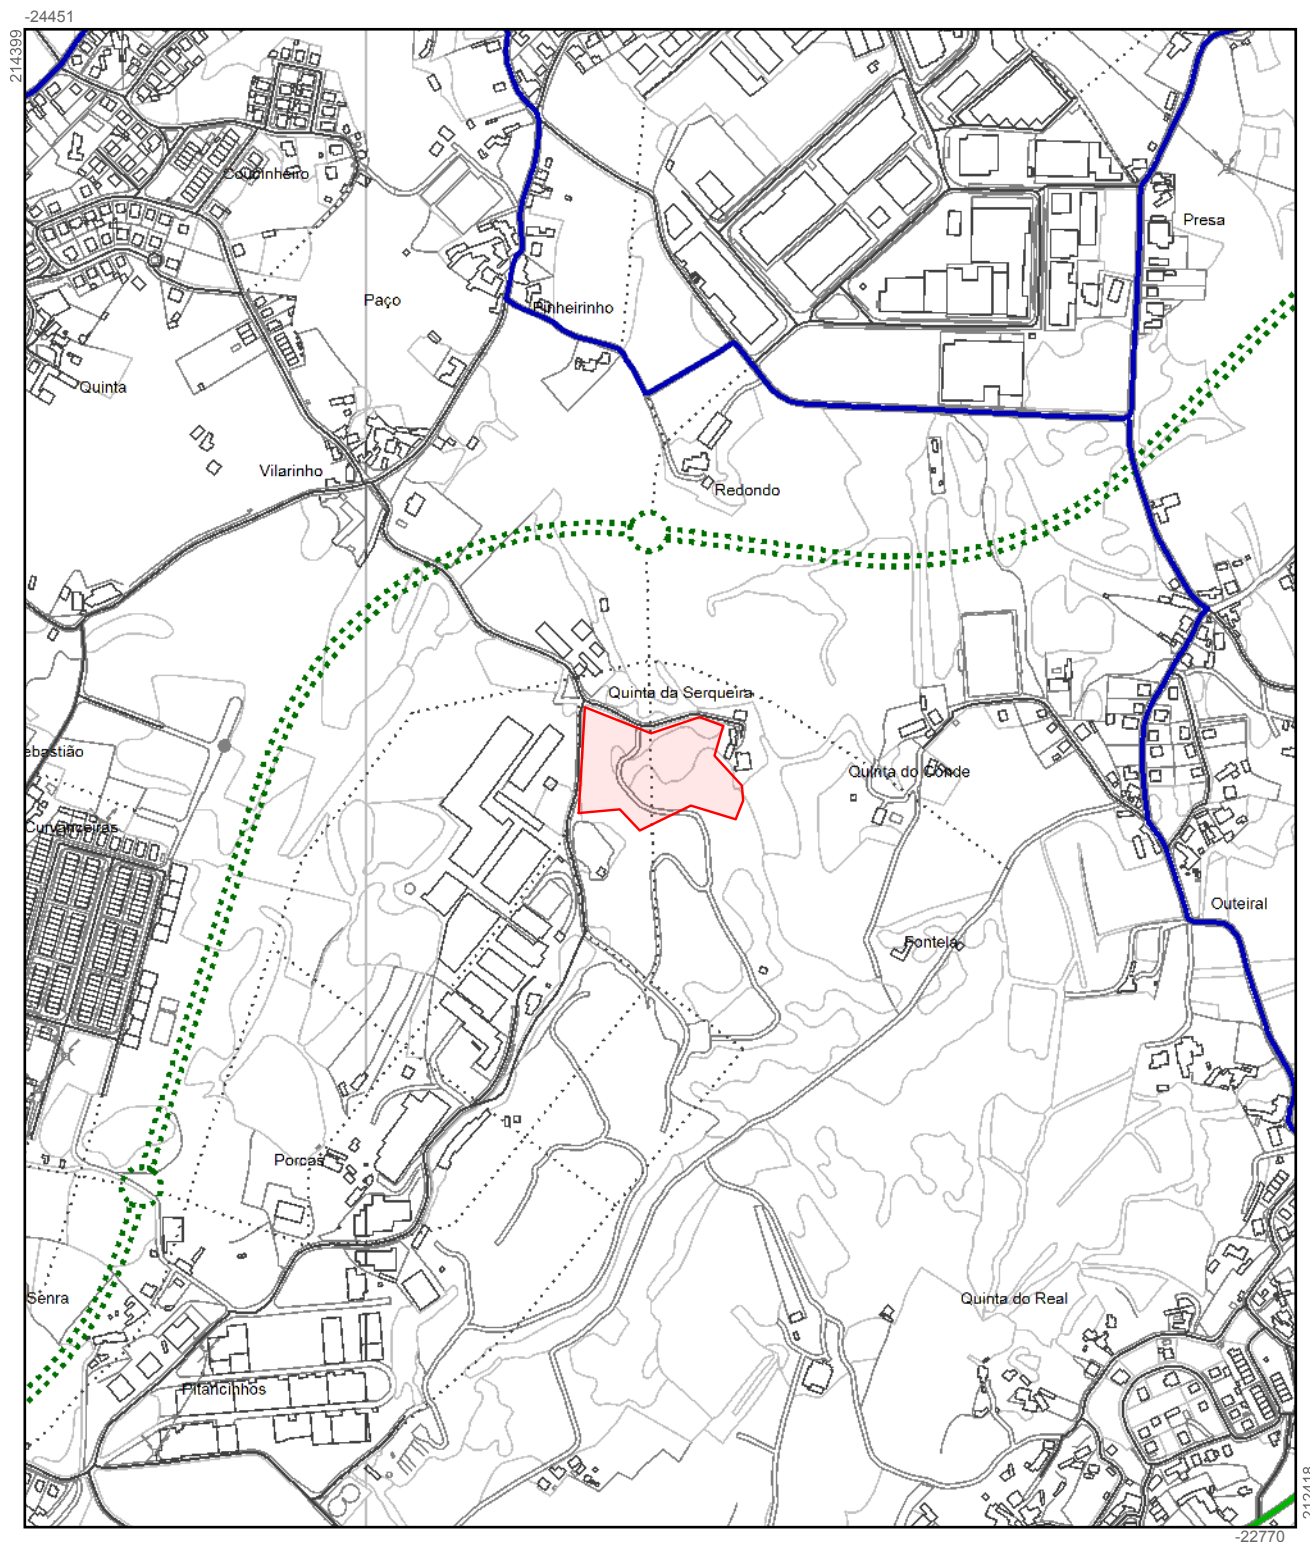 -24451
214399
Coucinheiro
Presa
Paço
Pinheirinho
Quinta
Vilarinho
Redondo
Quinta da Serqueira
ebastião
Quinta do Conde
Curvanceiras
Outeiral
Fontela
Porcas
Senra
Quinta do Real
Pitancinhos
212418
-22770